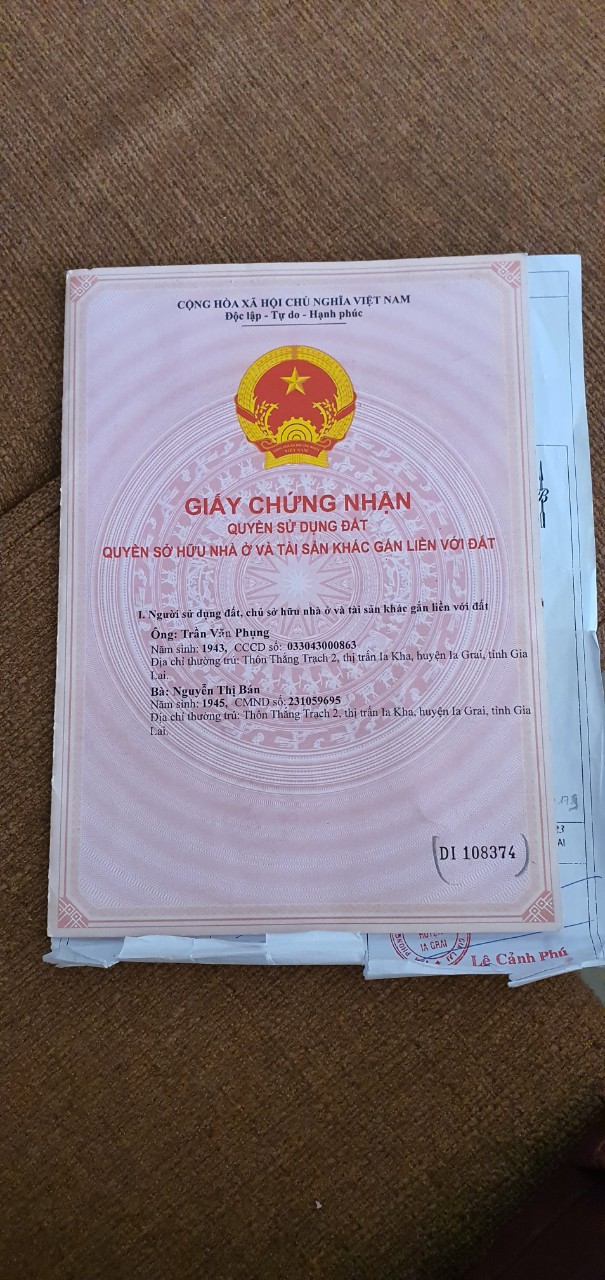 CỘNG HÒA XÃ HỘI CHỦ NGHĨA VIỆT NAM
Độc lập - Tự do - Hạnh phúc
VIỆT NAM
GIẤY CHỨNG NHẬN
QUYỀN SỬ DỤNG ĐẤT
QUYỀN SỞ HỮU NHÀ Ở VÀ TÀI SẢN KHÁC GẮN LIỀN VỚI ĐẤT
I. Người sử dụng đất, chủ sở hữu nhà ở và tài sản khác gắn liền với đất
Ông: Trần Văn Phụng
Năm sinh: 1943, CCCD số: 033043000863
Địa chỉ thường trú: Thôn Thắng Trạch 2, thị trấn Ia Kha, huyện Ia Grai, tỉnh Gia
Lai.
Bà: Nguyễn Thị Bán
Năm sinh: 1945, CMND số: 231059695
Địa chỉ thường trú: Thôn Thắng Trạch 2, thị trấn Ia Kha, huyện Ia Grai, tỉnh Gia
Lai.
DI 108374
IA GRAI
Lê Cảnh Phú